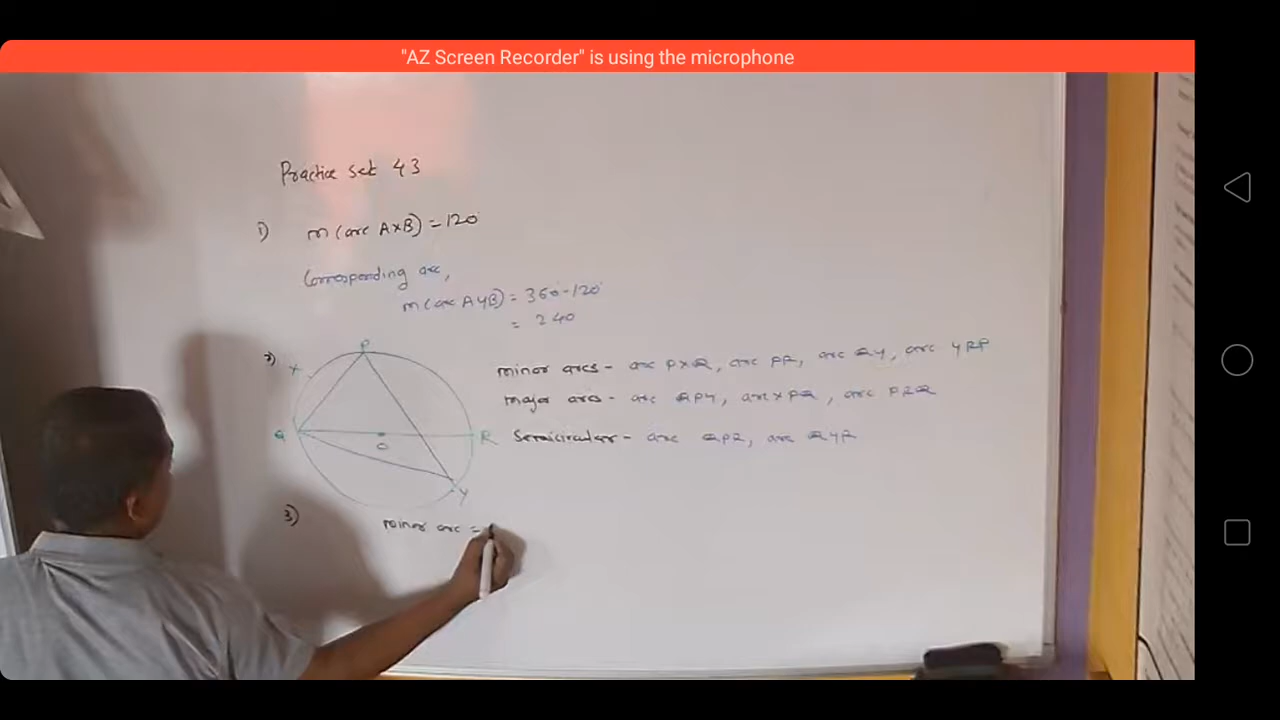 "AZ Screen Recorder" is using the microphone
Practice set 43
1) m(arc AXB) = 120°
Corresponding arc,
m(arc AYB) = 360° - 120°
= 240
2) X P Q O R Y
minor arcs - arc PXQ, arc PR, arc QY, arc YRP
major arcs - arc QPY, arc XPQ, arc PRQ
Semicircular - arc QPR, arc QYR
3) minor arc =